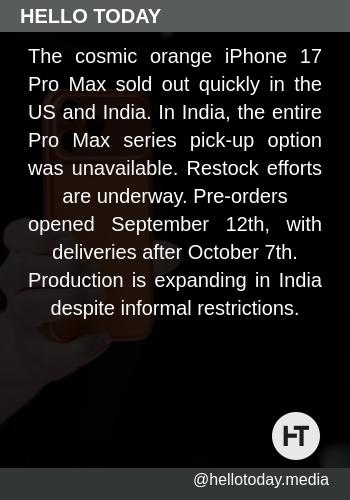 HELLO TODAY
The cosmic orange iPhone 17
Pro Max sold out quickly in the
US and India. In India, the entire
Pro Max series pick-up option
was unavailable. Restock efforts
are underway. Pre-orders
opened September 12th, with
deliveries after October 7th.
Production is expanding in India
despite informal restrictions.
HT
@hellotoday.media